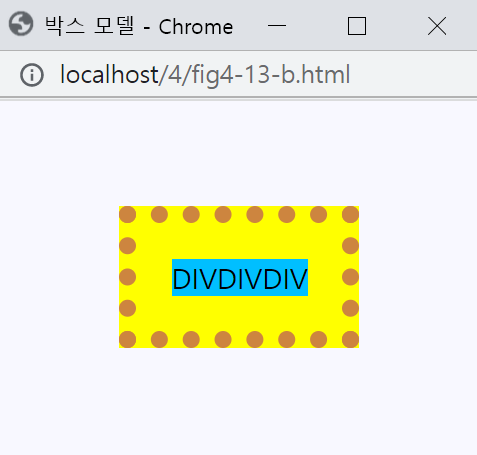 박스 모델 - Chrome
localhost/4/fig4-13-b.html
DIVDIVDIV